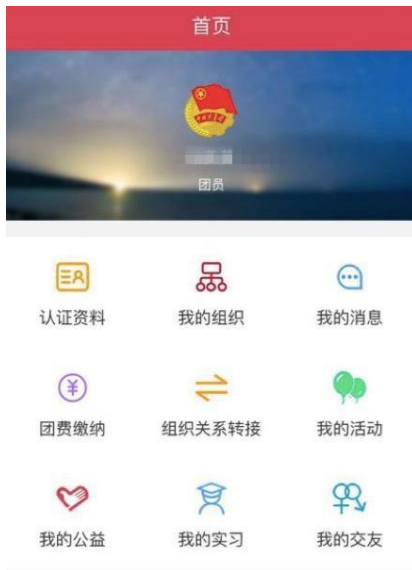 首页
团员
认证资料
我的组织
我的消息
团费缴纳
组织关系转接
我的活动
我的公益
我的实习
我的交友